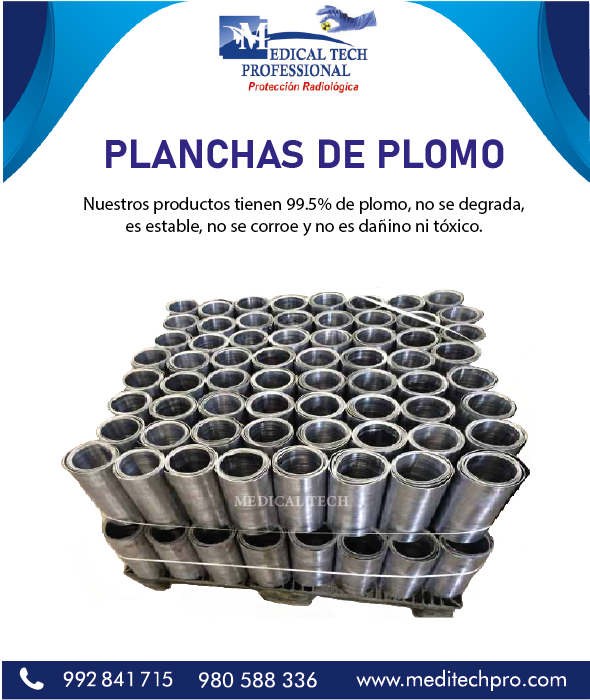 MEDICAL TECH
PROFESSIONAL
Protección Radiológica
PLANCHAS DE PLOMO
Nuestros productos tienen 99.5% de plomo, no se degrada,
es estable, no se corroe y no es dañino ni tóxico.
MEDICAL TECH
992 841 715 980 588 336 www.meditechpro.com